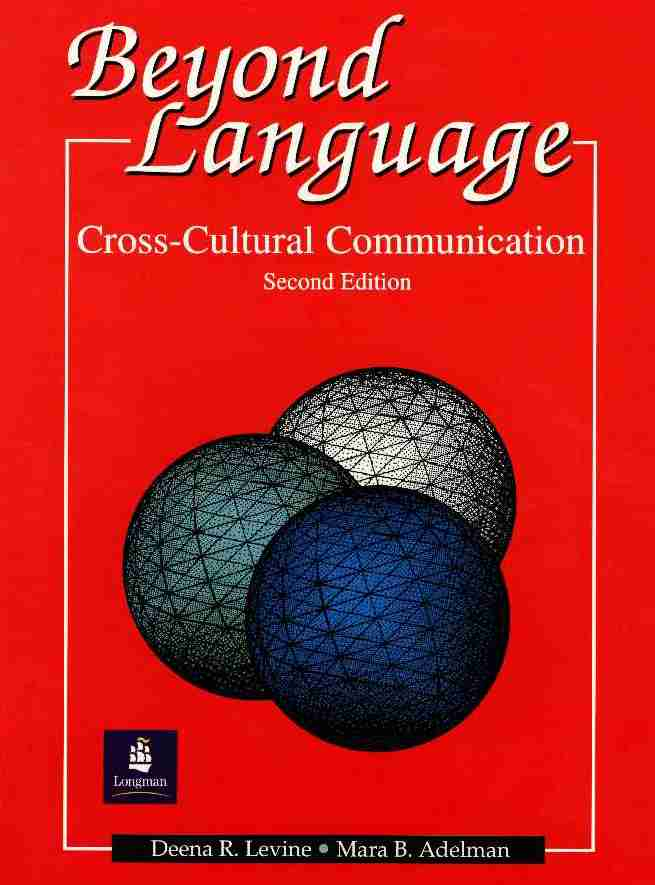 Beyond
Language
Cross-Cultural Communication
Second Edition
Longman
Deena R. Levine • Mara B. Adelman